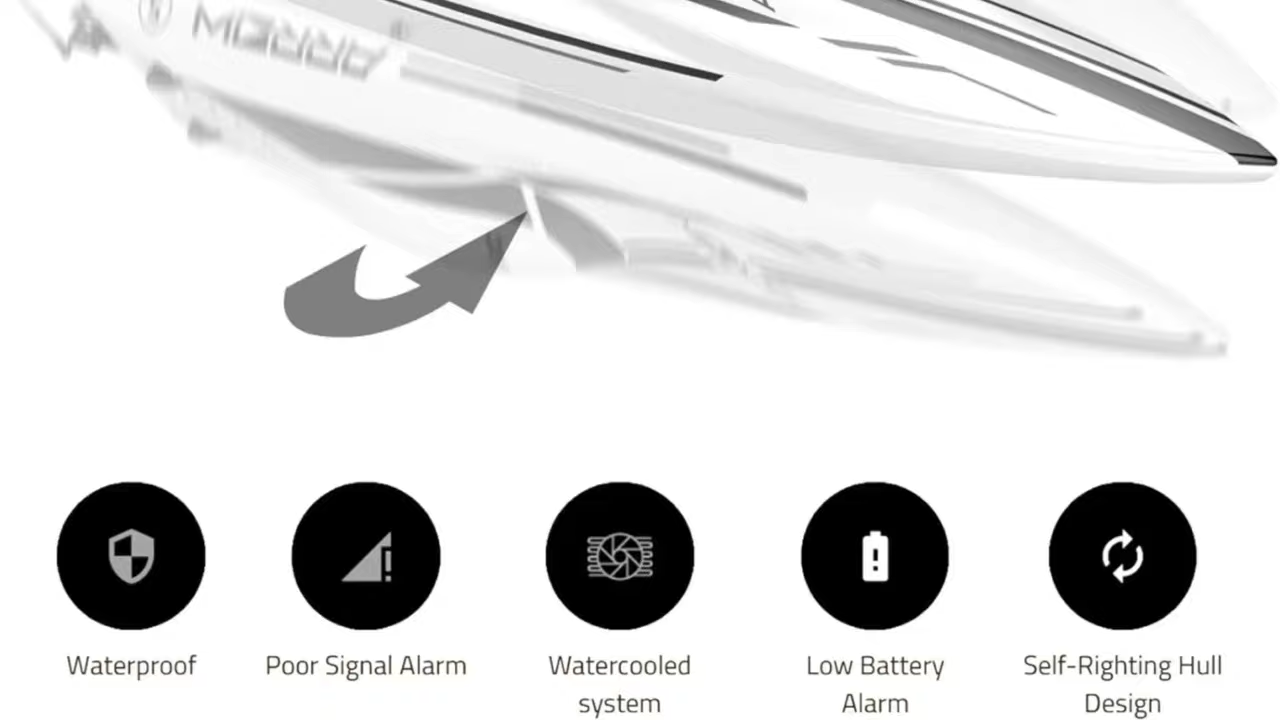 Waterproof
Poor Signal Alarm
Watercooled
system
Low Battery
Alarm
Self-Righting Hull
Design